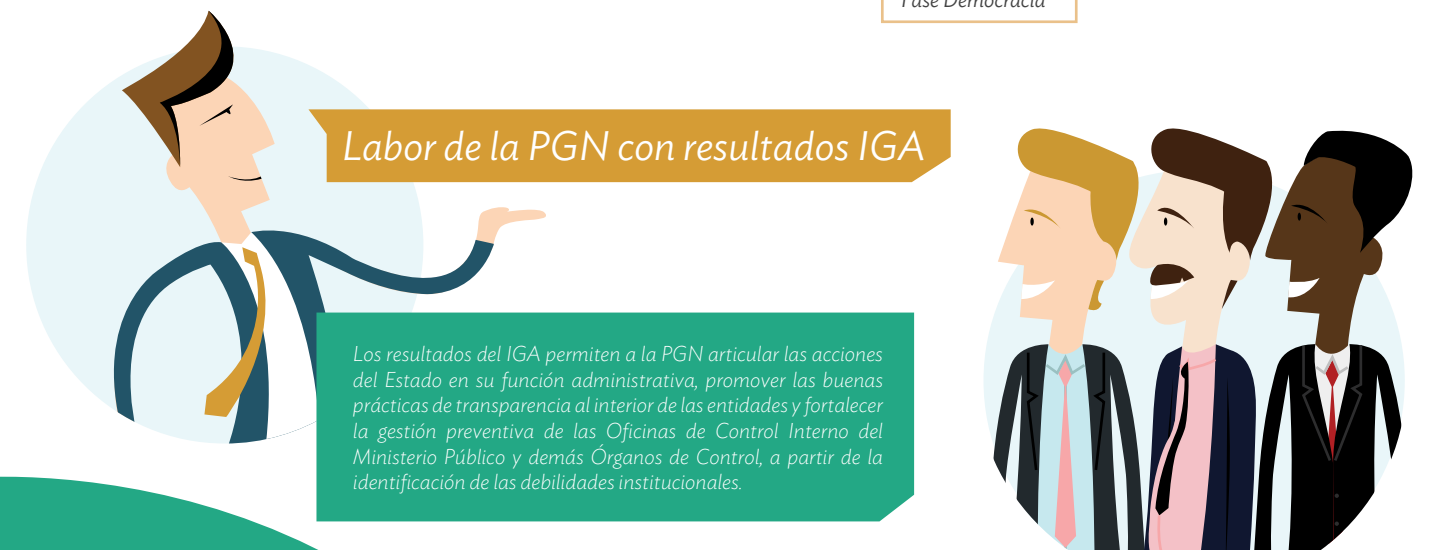 Fase Democracia
Labor de la PGN con resultados IGA
Los resultados del IGA permiten a la PGN articular las acciones
del Estado en su función administrativa, promover las buenas
prácticas de transparencia al interior de las entidades y fortalecer
la gestión preventiva de las Oficinas de Control Interno del
Ministerio Público y demás Órganos de Control, a partir de la
identificación de las debilidades institucionales.